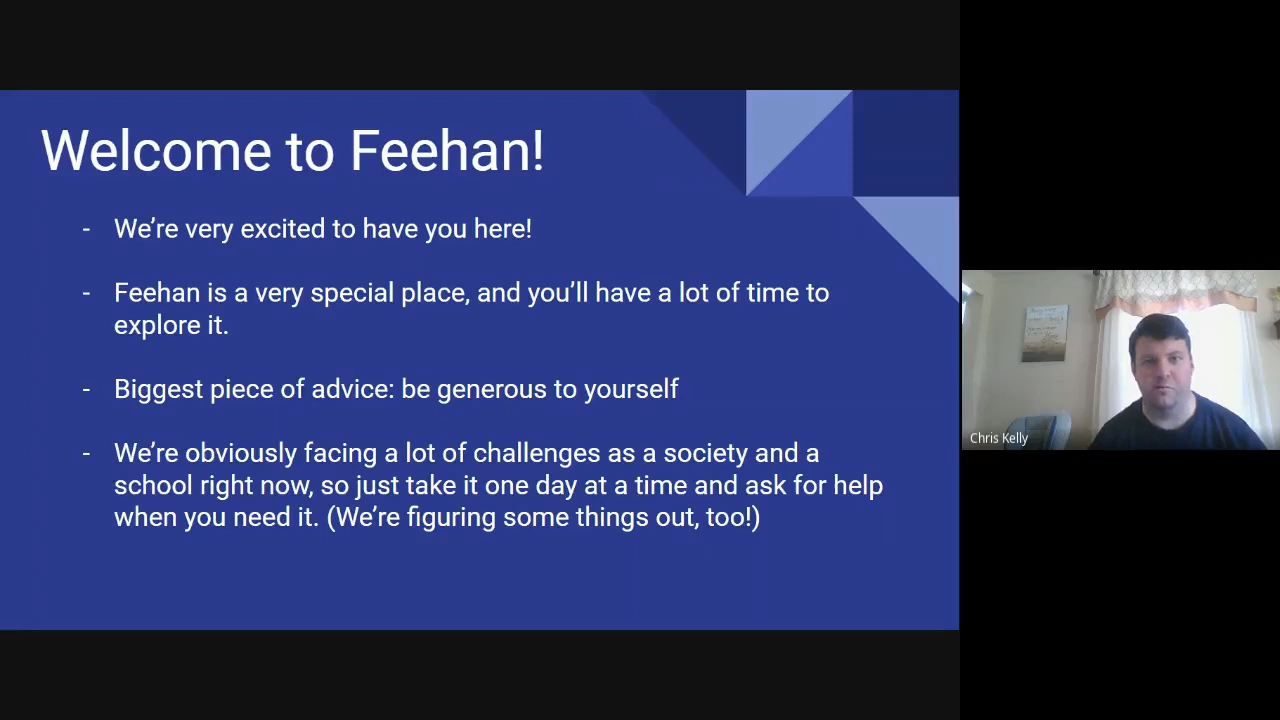 Welcome to Feehan!
- We’re very excited to have you here!
- Feehan is a very special place, and you’ll have a lot of time to
explore it.
- Biggest piece of advice: be generous to yourself
- We’re obviously facing a lot of challenges as a society and a
school right now, so just take it one day at a time and ask for help
when you need it. (We’re figuring some things out, too!)
Chris Kelly